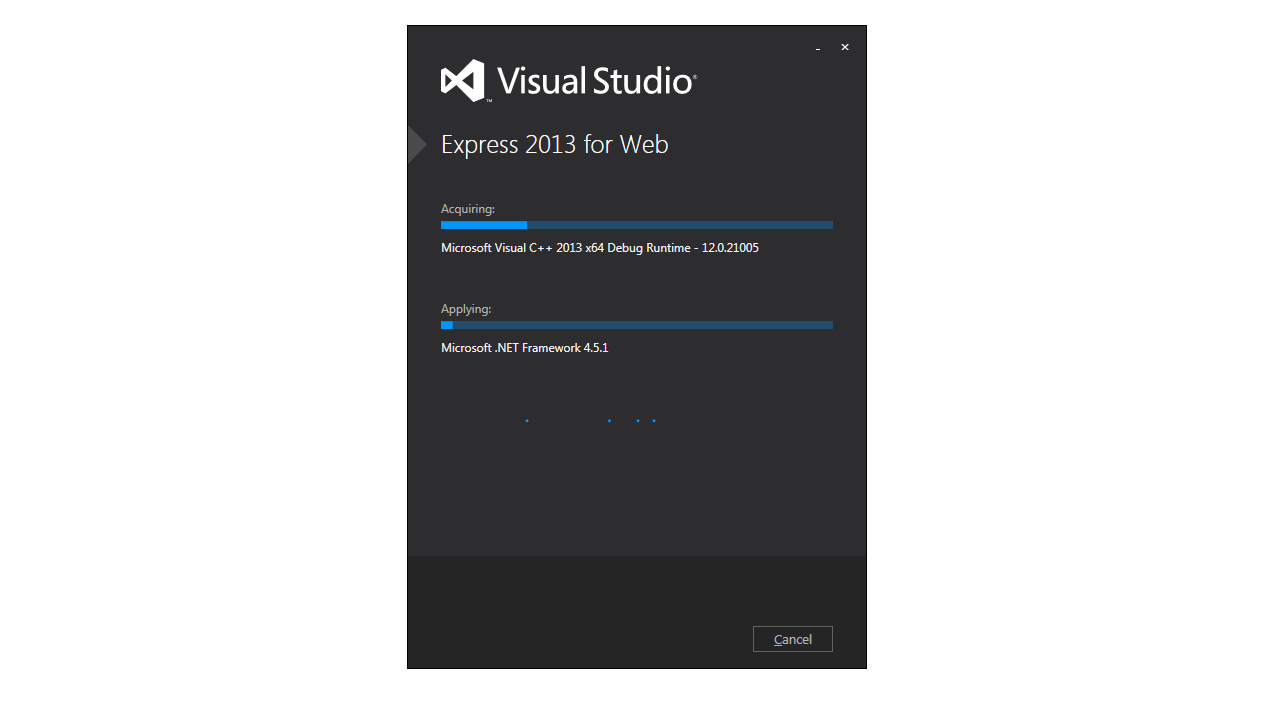 Visual Studio®
™
Express 2013 for Web
Acquiring:
Microsoft Visual C++ 2013 x64 Debug Runtime - 12.0.21005
Applying:
Microsoft .NET Framework 4.5.1
Cancel